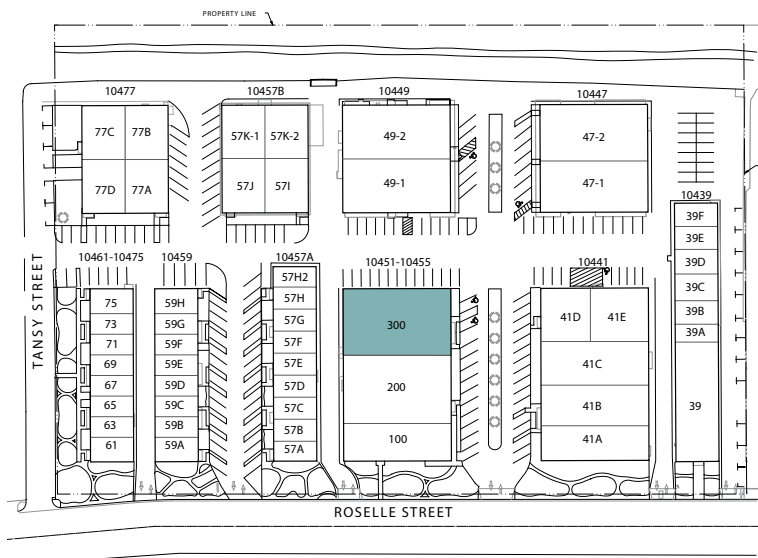 PROPERTY LINE
10477
10457B
10449
10447
77C
77B
57K-1
57K-2
49-2
47-2
77D
77A
57J
57I
49-1
47-1
10439
39F
39E
39D
39C
39B
39A
39
TANSY STREET
10461-10475
10459
10457A
10451-10455
10441
75
73
71
69
67
65
63
61
59H
59G
59F
59E
59D
59C
59B
59A
57H2
57H
57G
57F
57E
57D
57C
57B
57A
300
200
100
41D
41E
41C
41B
41A
ROSELLE STREET